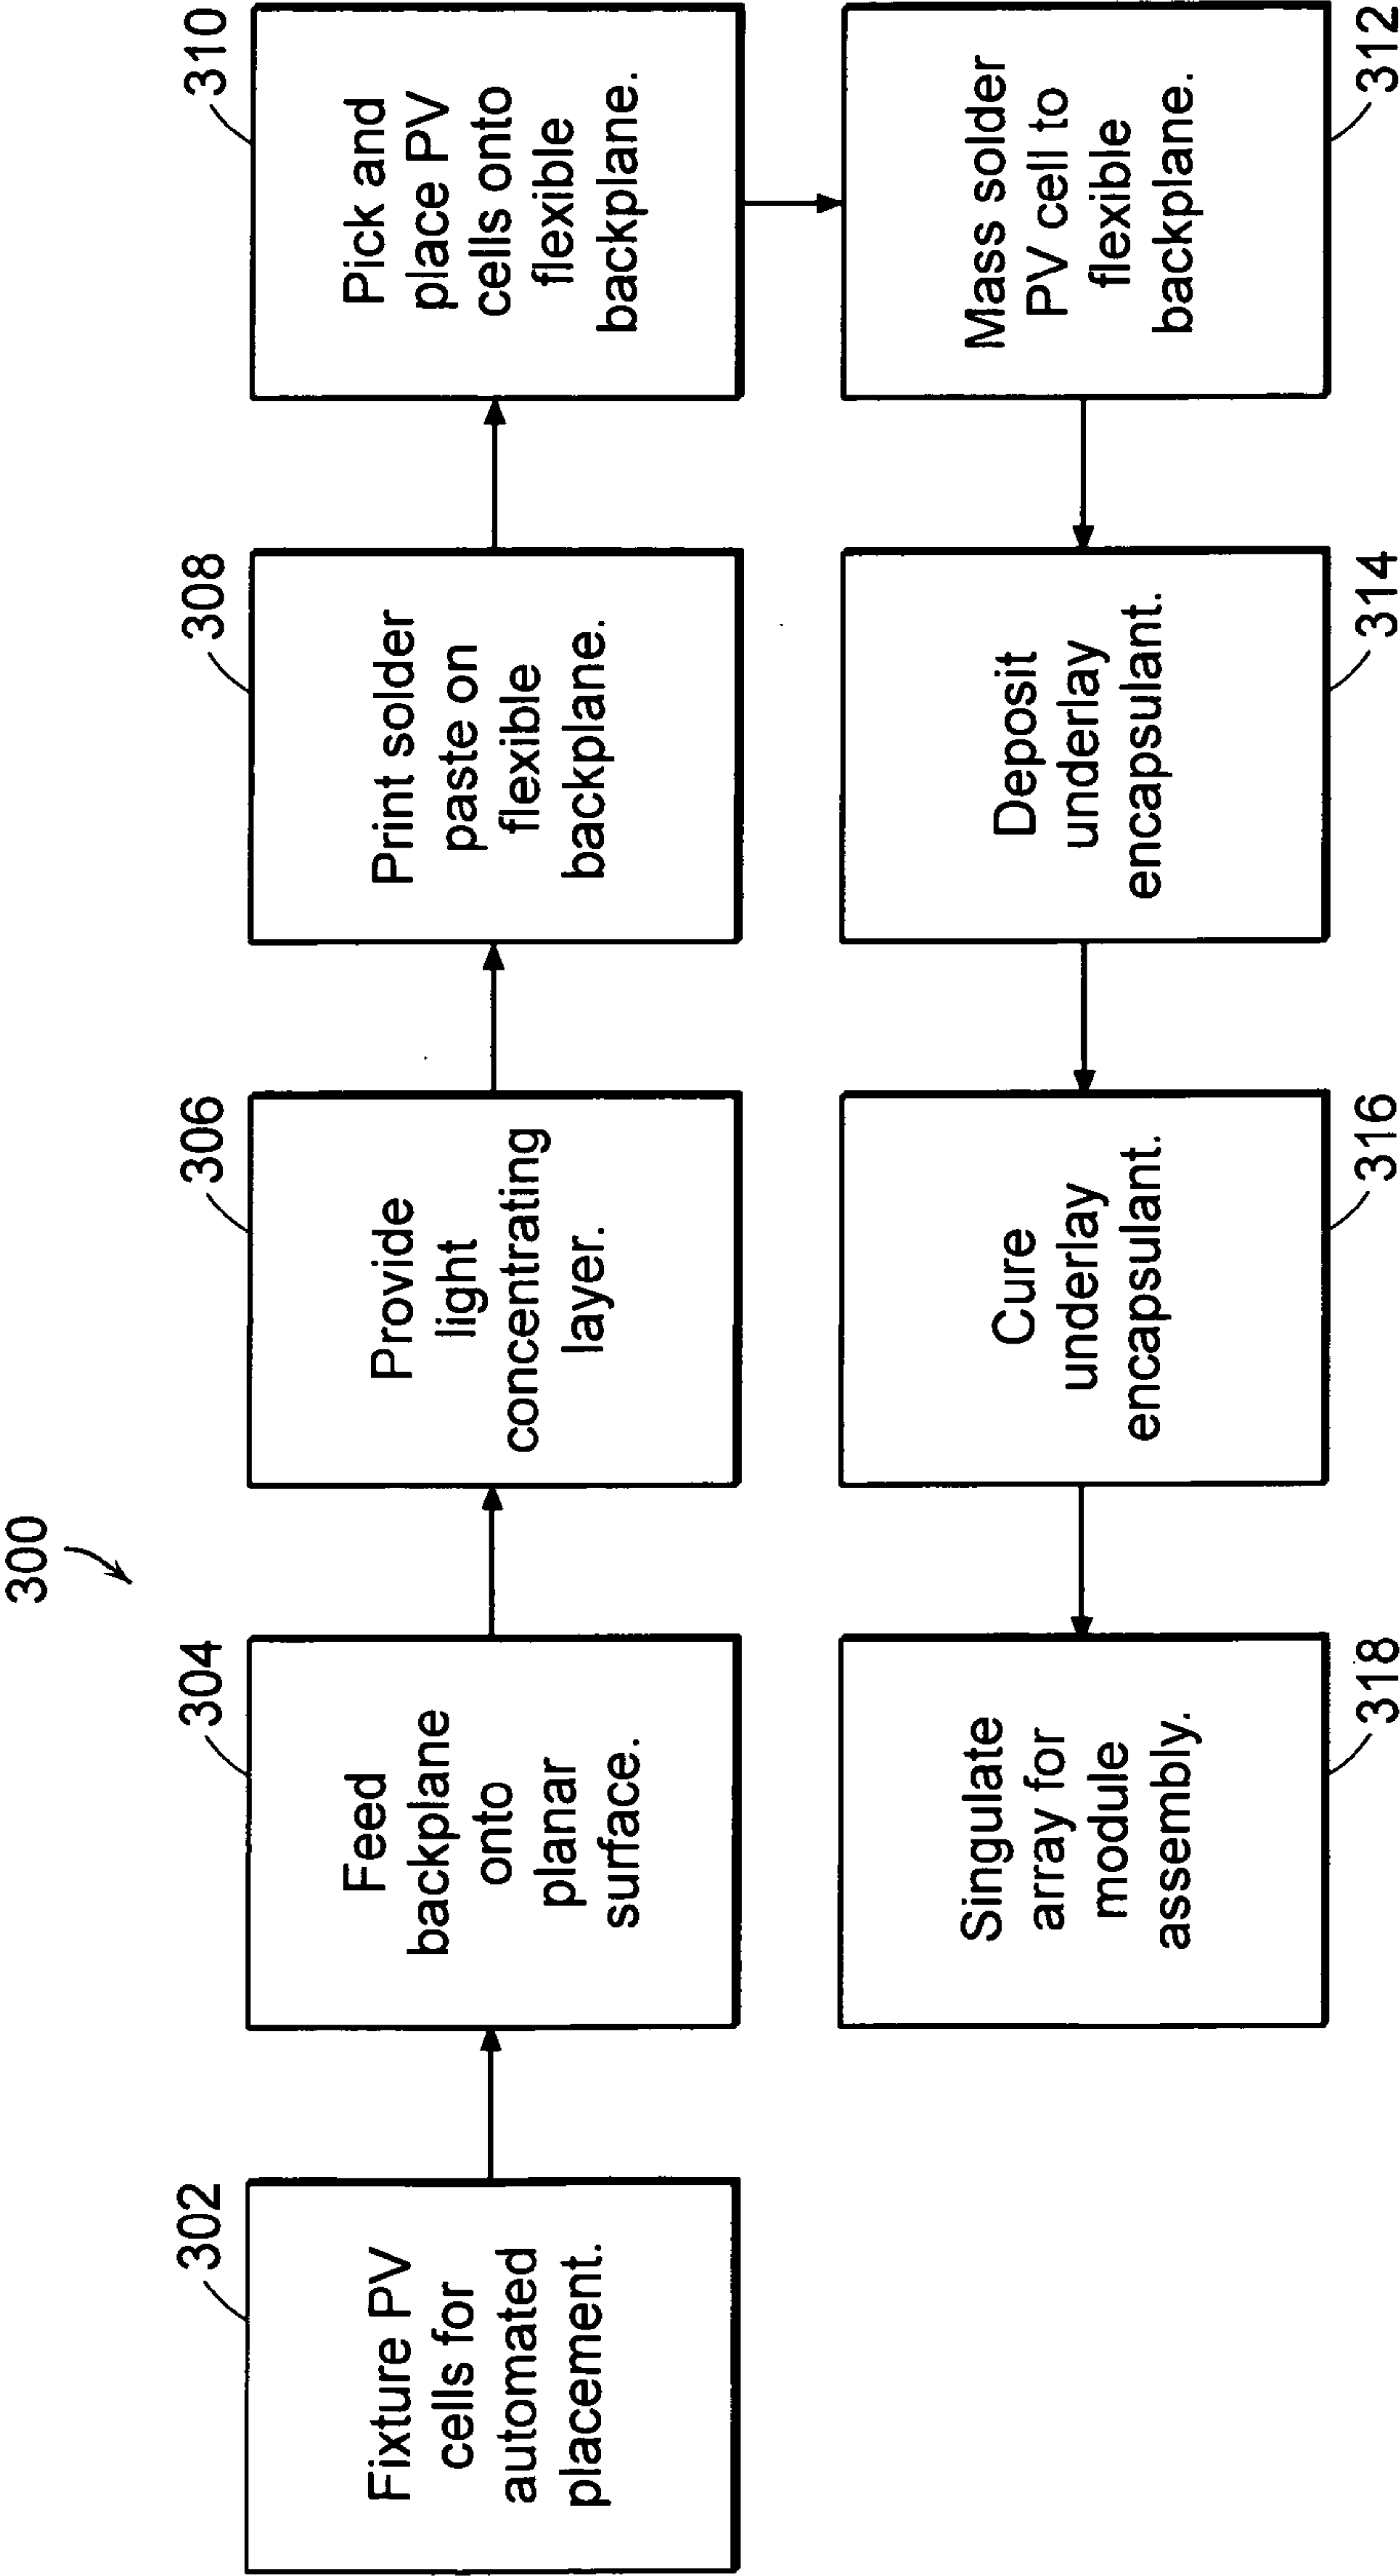 300
302
Fixture PV
cells for
automated
placement.
304
Feed
backplane
onto
planar
surface.
306
Provide
light
concentrating
layer.
308
Print solder
paste on
flexible
backplane.
310
Pick and
place PV
cells onto
flexible
backplane.
Mass solder
PV cell to
flexible
backplane.
312
Deposit
underlay
encapsulant.
314
Cure
underlay
encapsulant.
316
Singulate
array for
module
assembly.
318